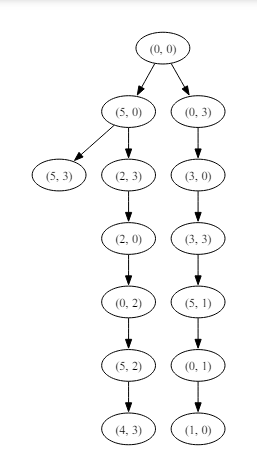 (0, 0)
(5, 0) (0, 3)
(5, 3) (2, 3) (3, 0)
(2, 0) (3, 3)
(0, 2) (5, 1)
(5, 2) (0, 1)
(4, 3) (1, 0)